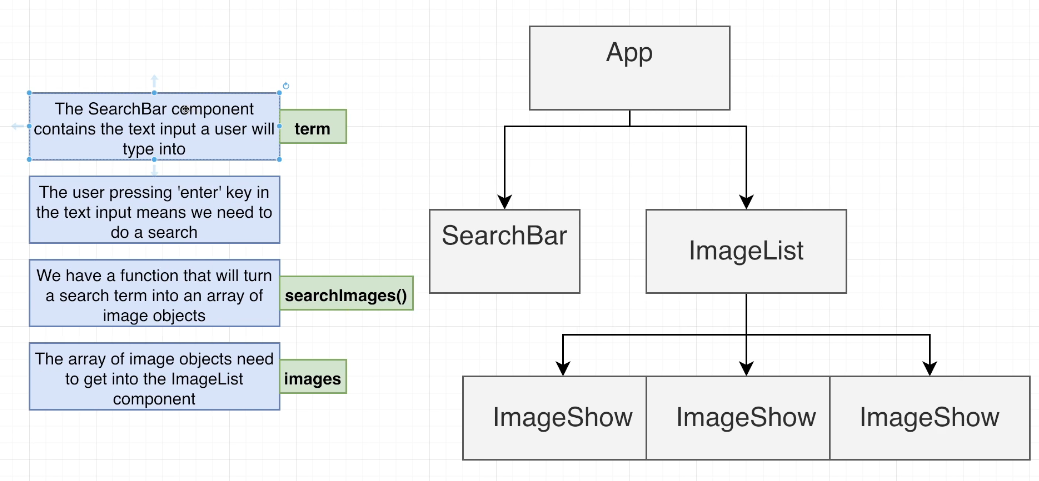 The SearchBar component
contains the text input a user will
type into
term
The user pressing 'enter' key in
the text input means we need to
do a search
We have a function that will turn
a search term into an array of
image objects
searchImages()
The array of image objects need
to get into the ImageList
component
images
App
SearchBar
ImageList
ImageShow
ImageShow
ImageShow